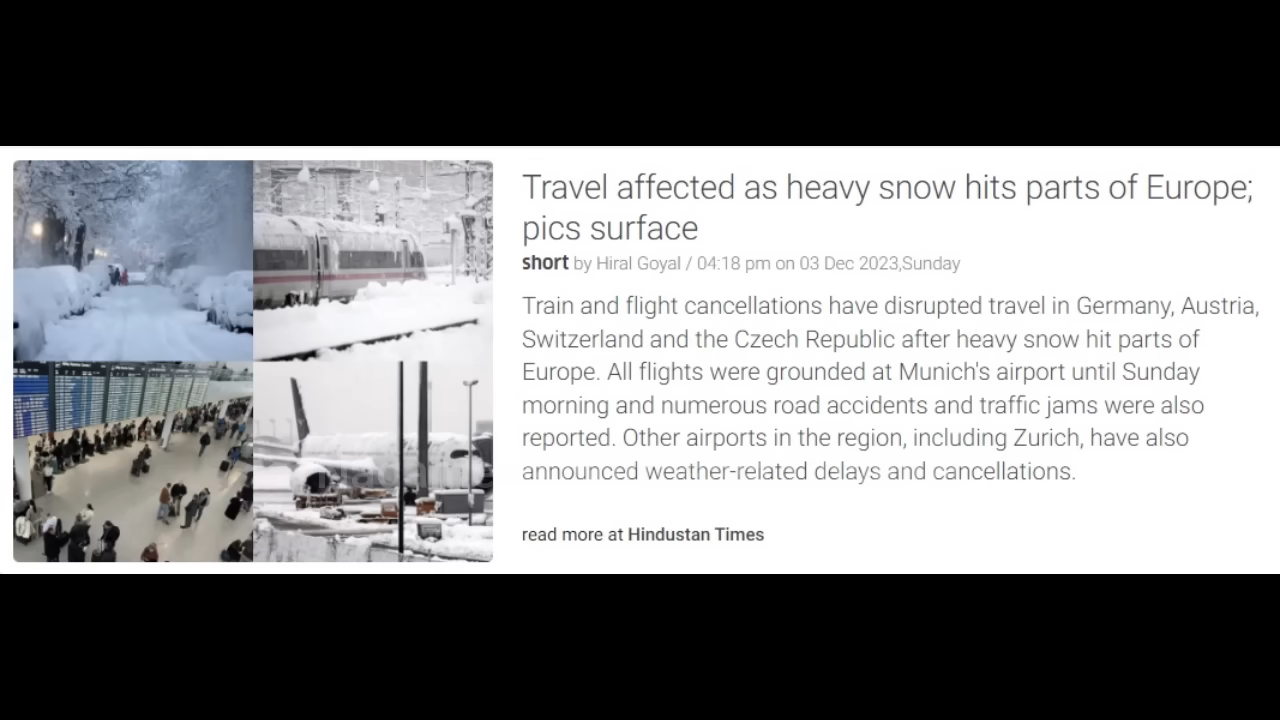 Travel affected as heavy snow hits parts of Europe;
pics surface
short by Hiral Goyal / 04:18 pm on 03 Dec 2023,Sunday
Train and flight cancellations have disrupted travel in Germany, Austria,
Switzerland and the Czech Republic after heavy snow hit parts of
Europe. All flights were grounded at Munich's airport until Sunday
morning and numerous road accidents and traffic jams were also
reported. Other airports in the region, including Zurich, have also
announced weather-related delays and cancellations.
read more at Hindustan Times